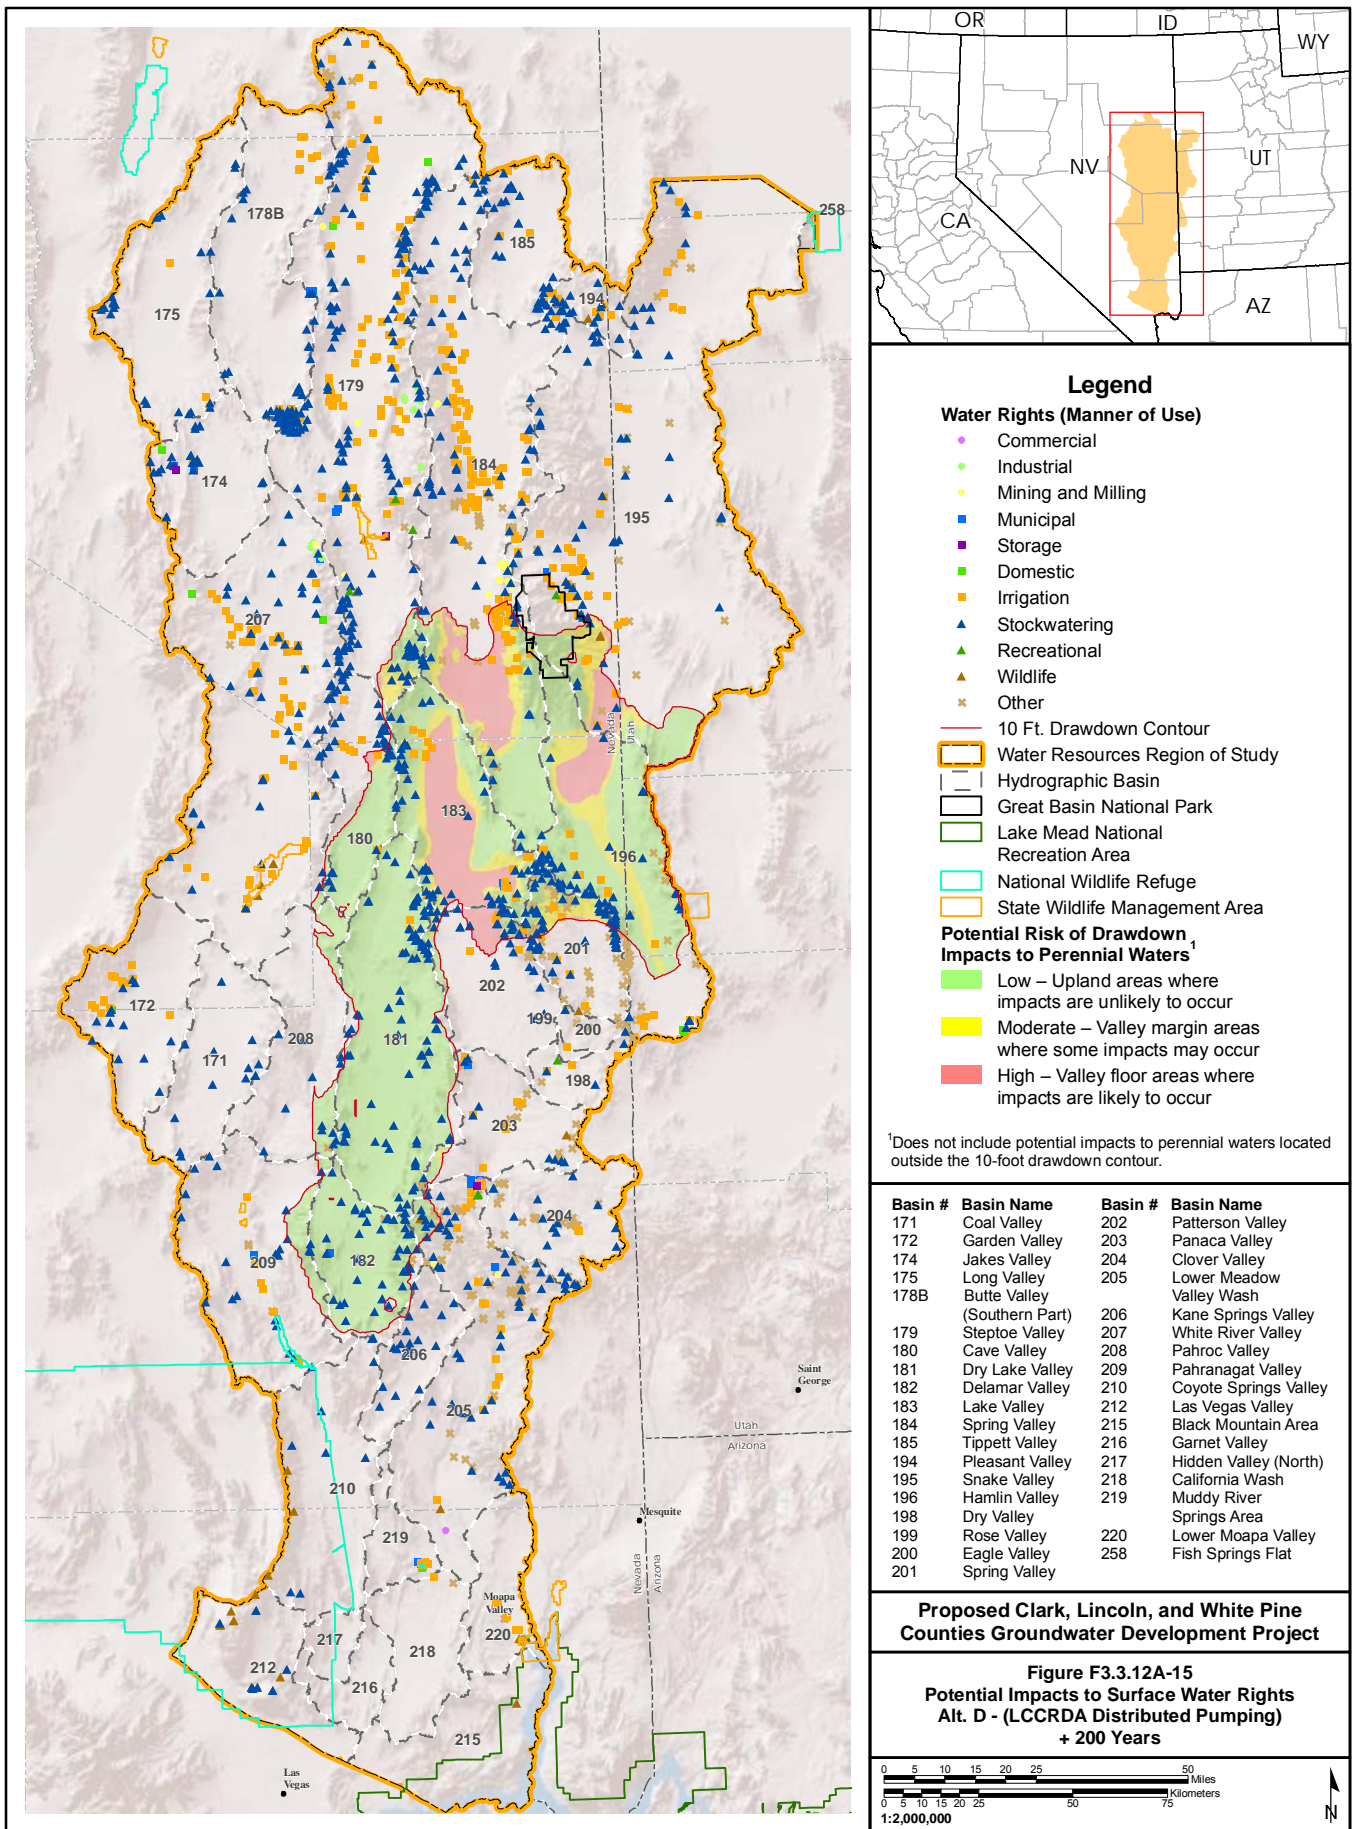 OR
ID
WY
NV
UT
CA
AZ
258
178B
185
194
175
179
184
174
195
207
Nevada
Utah
183
180
196
201
202
172
199
200
208
181
171
198
203
204
209
182
206
Saint
George
205
Utah
Arizona
210
Mesquite
219
Nevada
Arizona
Moapa
Valley
217
218
220
212
216
215
Las
Vegas
Legend
Water Rights (Manner of Use)
Commercial
Industrial
Mining and Milling
Municipal
Storage
Domestic
Irrigation
Stockwatering
Recreational
Wildlife
Other
10 Ft. Drawdown Contour
Water Resources Region of Study
Hydrographic Basin
Great Basin National Park
Lake Mead National
Recreation Area
National Wildlife Refuge
State Wildlife Management Area
Potential Risk of Drawdown
Impacts to Perennial Waters1
Low – Upland areas where
impacts are unlikely to occur
Moderate – Valley margin areas
where some impacts may occur
High – Valley floor areas where
impacts are likely to occur
1Does not include potential impacts to perennial waters located
outside the 10-foot drawdown contour.
Basin # Basin Name Basin # Basin Name
171 Coal Valley 202 Patterson Valley
172 Garden Valley 203 Panaca Valley
174 Jakes Valley 204 Clover Valley
175 Long Valley 205 Lower Meadow
178B Butte Valley Valley Wash
(Southern Part) 206 Kane Springs Valley
179 Steptoe Valley 207 White River Valley
180 Cave Valley 208 Pahroc Valley
181 Dry Lake Valley 209 Pahranagat Valley
182 Delamar Valley 210 Coyote Springs Valley
183 Lake Valley 212 Las Vegas Valley
184 Spring Valley 215 Black Mountain Area
185 Tippett Valley 216 Garnet Valley
194 Pleasant Valley 217 Hidden Valley (North)
195 Snake Valley 218 California Wash
196 Hamlin Valley 219 Muddy River
198 Dry Valley Springs Area
199 Rose Valley 220 Lower Moapa Valley
200 Eagle Valley 258 Fish Springs Flat
201 Spring Valley
Proposed Clark, Lincoln, and White Pine
Counties Groundwater Development Project
Figure F3.3.12A-15
Potential Impacts to Surface Water Rights
Alt. D - (LCCRDA Distributed Pumping)
+ 200 Years
0 5 10 15 20 25 50
Miles
Kilometers
0 5 10 15 20 25 50 75
1:2,000,000
N